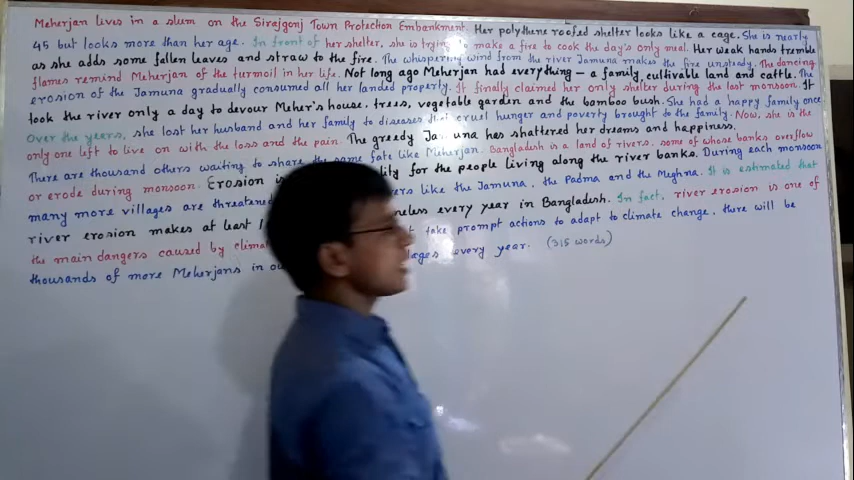 Meherjan lives in a slum on the Sirajgonj Town Protection Embankment. Her polythene roofed shelter looks like a cage. She is nearly
45 but looks more than her age. In front of her shelter, she is trying to make a fire to cook the day's only meal. Her weak hands tremble
as she adds some fallen leaves and straw to the fire. The whispering wind from the river Jamuna makes the fire unsteady. The dancing
flames remind Meherjan of the turmoil in her life. Not long ago Meherjan had everything – a family, cultivable land and cattle. The
erosion of the Jamuna gradually consumed all her landed property. It finally claimed her only shelter during the last monsoon. It
took the river only a day to devour Meher's house, trees, vegetable garden and the bamboo bush. She had a happy family once
Over the years, she lost her husband and her family to diseases that cruel hunger and poverty brought to the family. Now, she is the
only one left to live on with the loss and the pain. The greedy Jamuna has shattered her dreams and happiness.
There are thousand others waiting to share the same fate like Meherjan. Bangladesh is a land of rivers, some of whose banks overflow
or erode during monsoon. Erosion is for the people living along the river banks. During each monsoon
many more villages are threatened like the Jamuna, the Padma and the Meghna. It is estimated that
river erosion makes at least every year in Bangladesh. In fact, river erosion is one of
the main dangers caused by take prompt actions to adapt to climate change, there will be
thousands of more Meherjans in every year. (315 words)